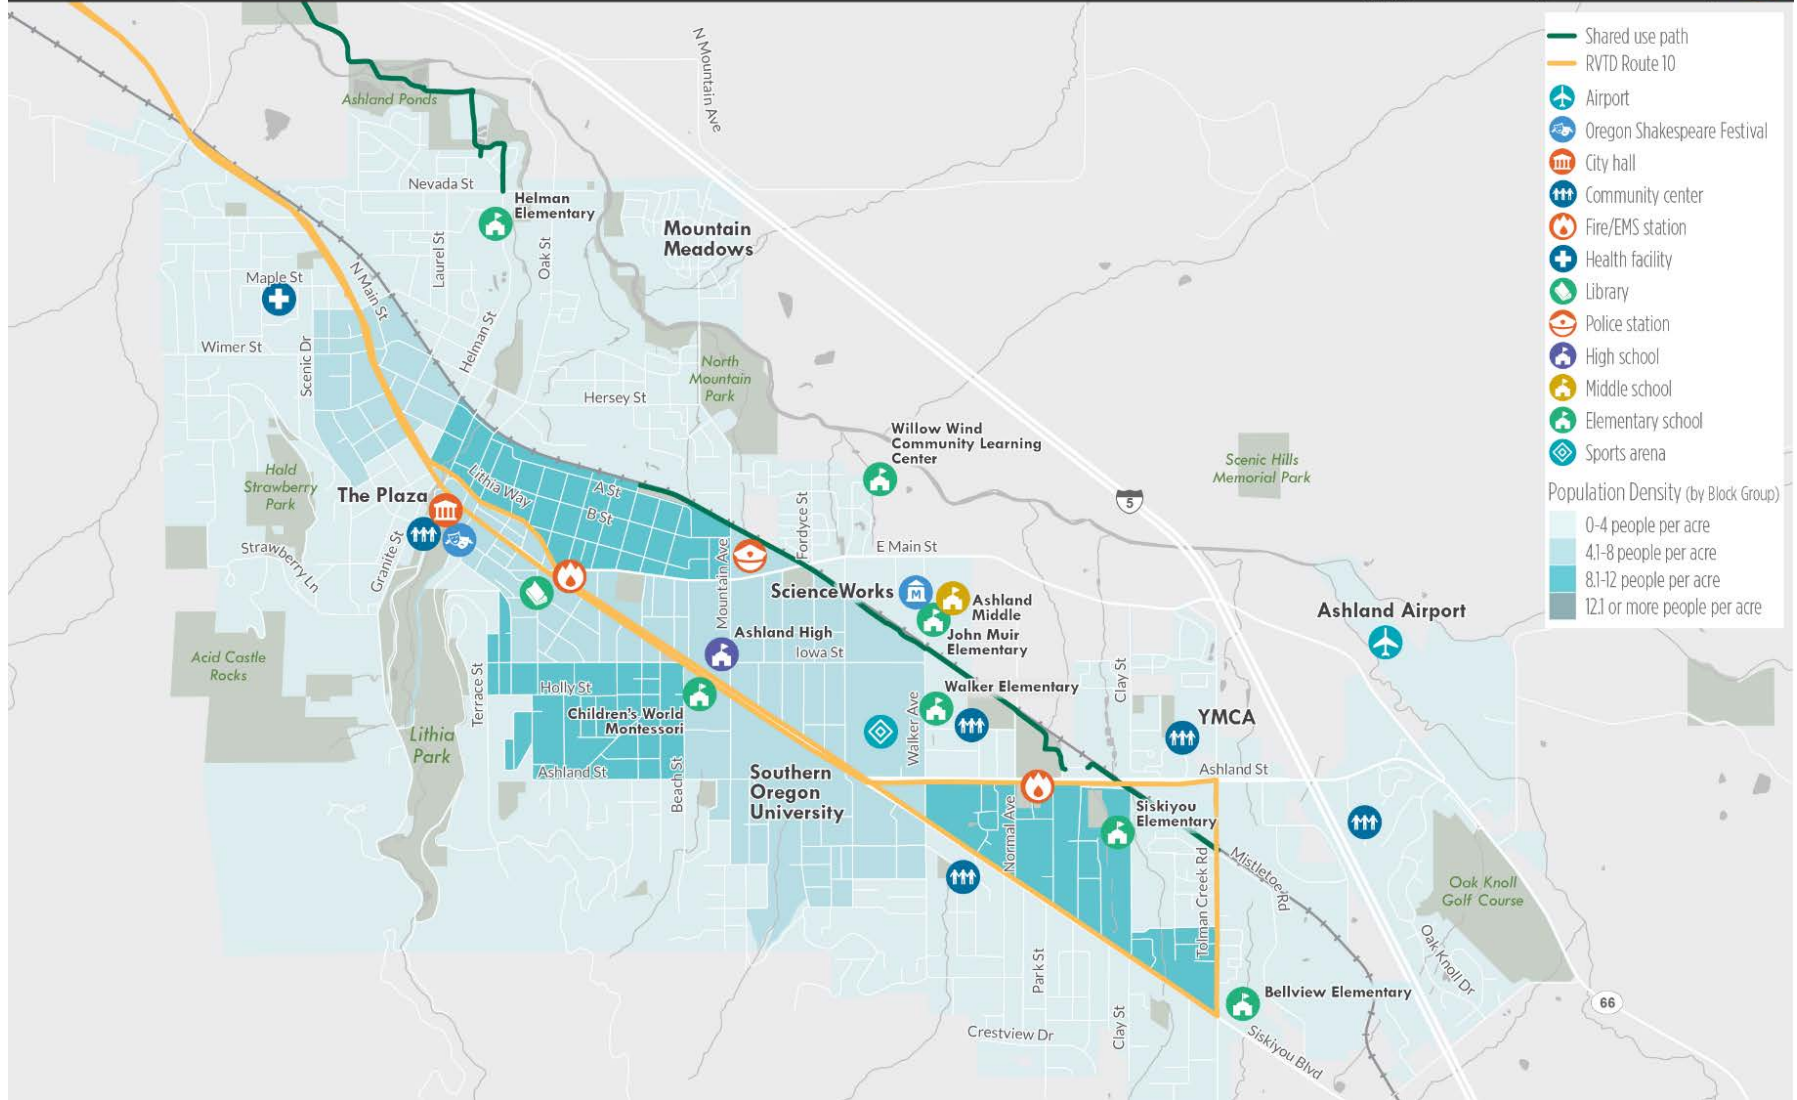 Shared use path
RVTD Route 10
Airport
Oregon Shakespeare Festival
City hall
Community center
Fire/EMS station
Health facility
Library
Police station
High school
Middle school
Elementary school
Sports arena
Population Density (by Block Group)
0-4 people per acre
4.1-8 people per acre
8.1-12 people per acre
12.1 or more people per acre
N Mountain Ave
Ashland Ponds
Nevada St
Helman
Elementary
Mountain
Meadows
Laurel St
Oak St
Maple St
N Main St
Wimer St
Scenic Dr
Helman St
North
Mountain
Park
Hersey St
Willow Wind
Community Learning
Center
Scenic Hills
Memorial Park
5
Hald
Strawberry
Park
The Plaza
Lithia Way
A St
B St
Fordyce St
E Main St
Strawberry Ln
Granite St
Mountain Ave
ScienceWorks
M
Ashland
Middle
John Muir
Elementary
Ashland Airport
Ashland High
Iowa St
Acid Castle
Rocks
Terrace St
Holly St
Walker Elementary
Clay St
Children's World
Montessori
Walker Ave
YMCA
Lithia
Park
Ashland St
Ashland St
Beach St
Southern
Oregon
University
Normal Ave
Siskiyou
Elementary
Tolman Creek Rd
Mistletoe Rd
Oak Knoll
Golf Course
Oak Knoll Dr
Park St
Bellview Elementary
66
Crestview Dr
Clay St
Siskiyou Blvd